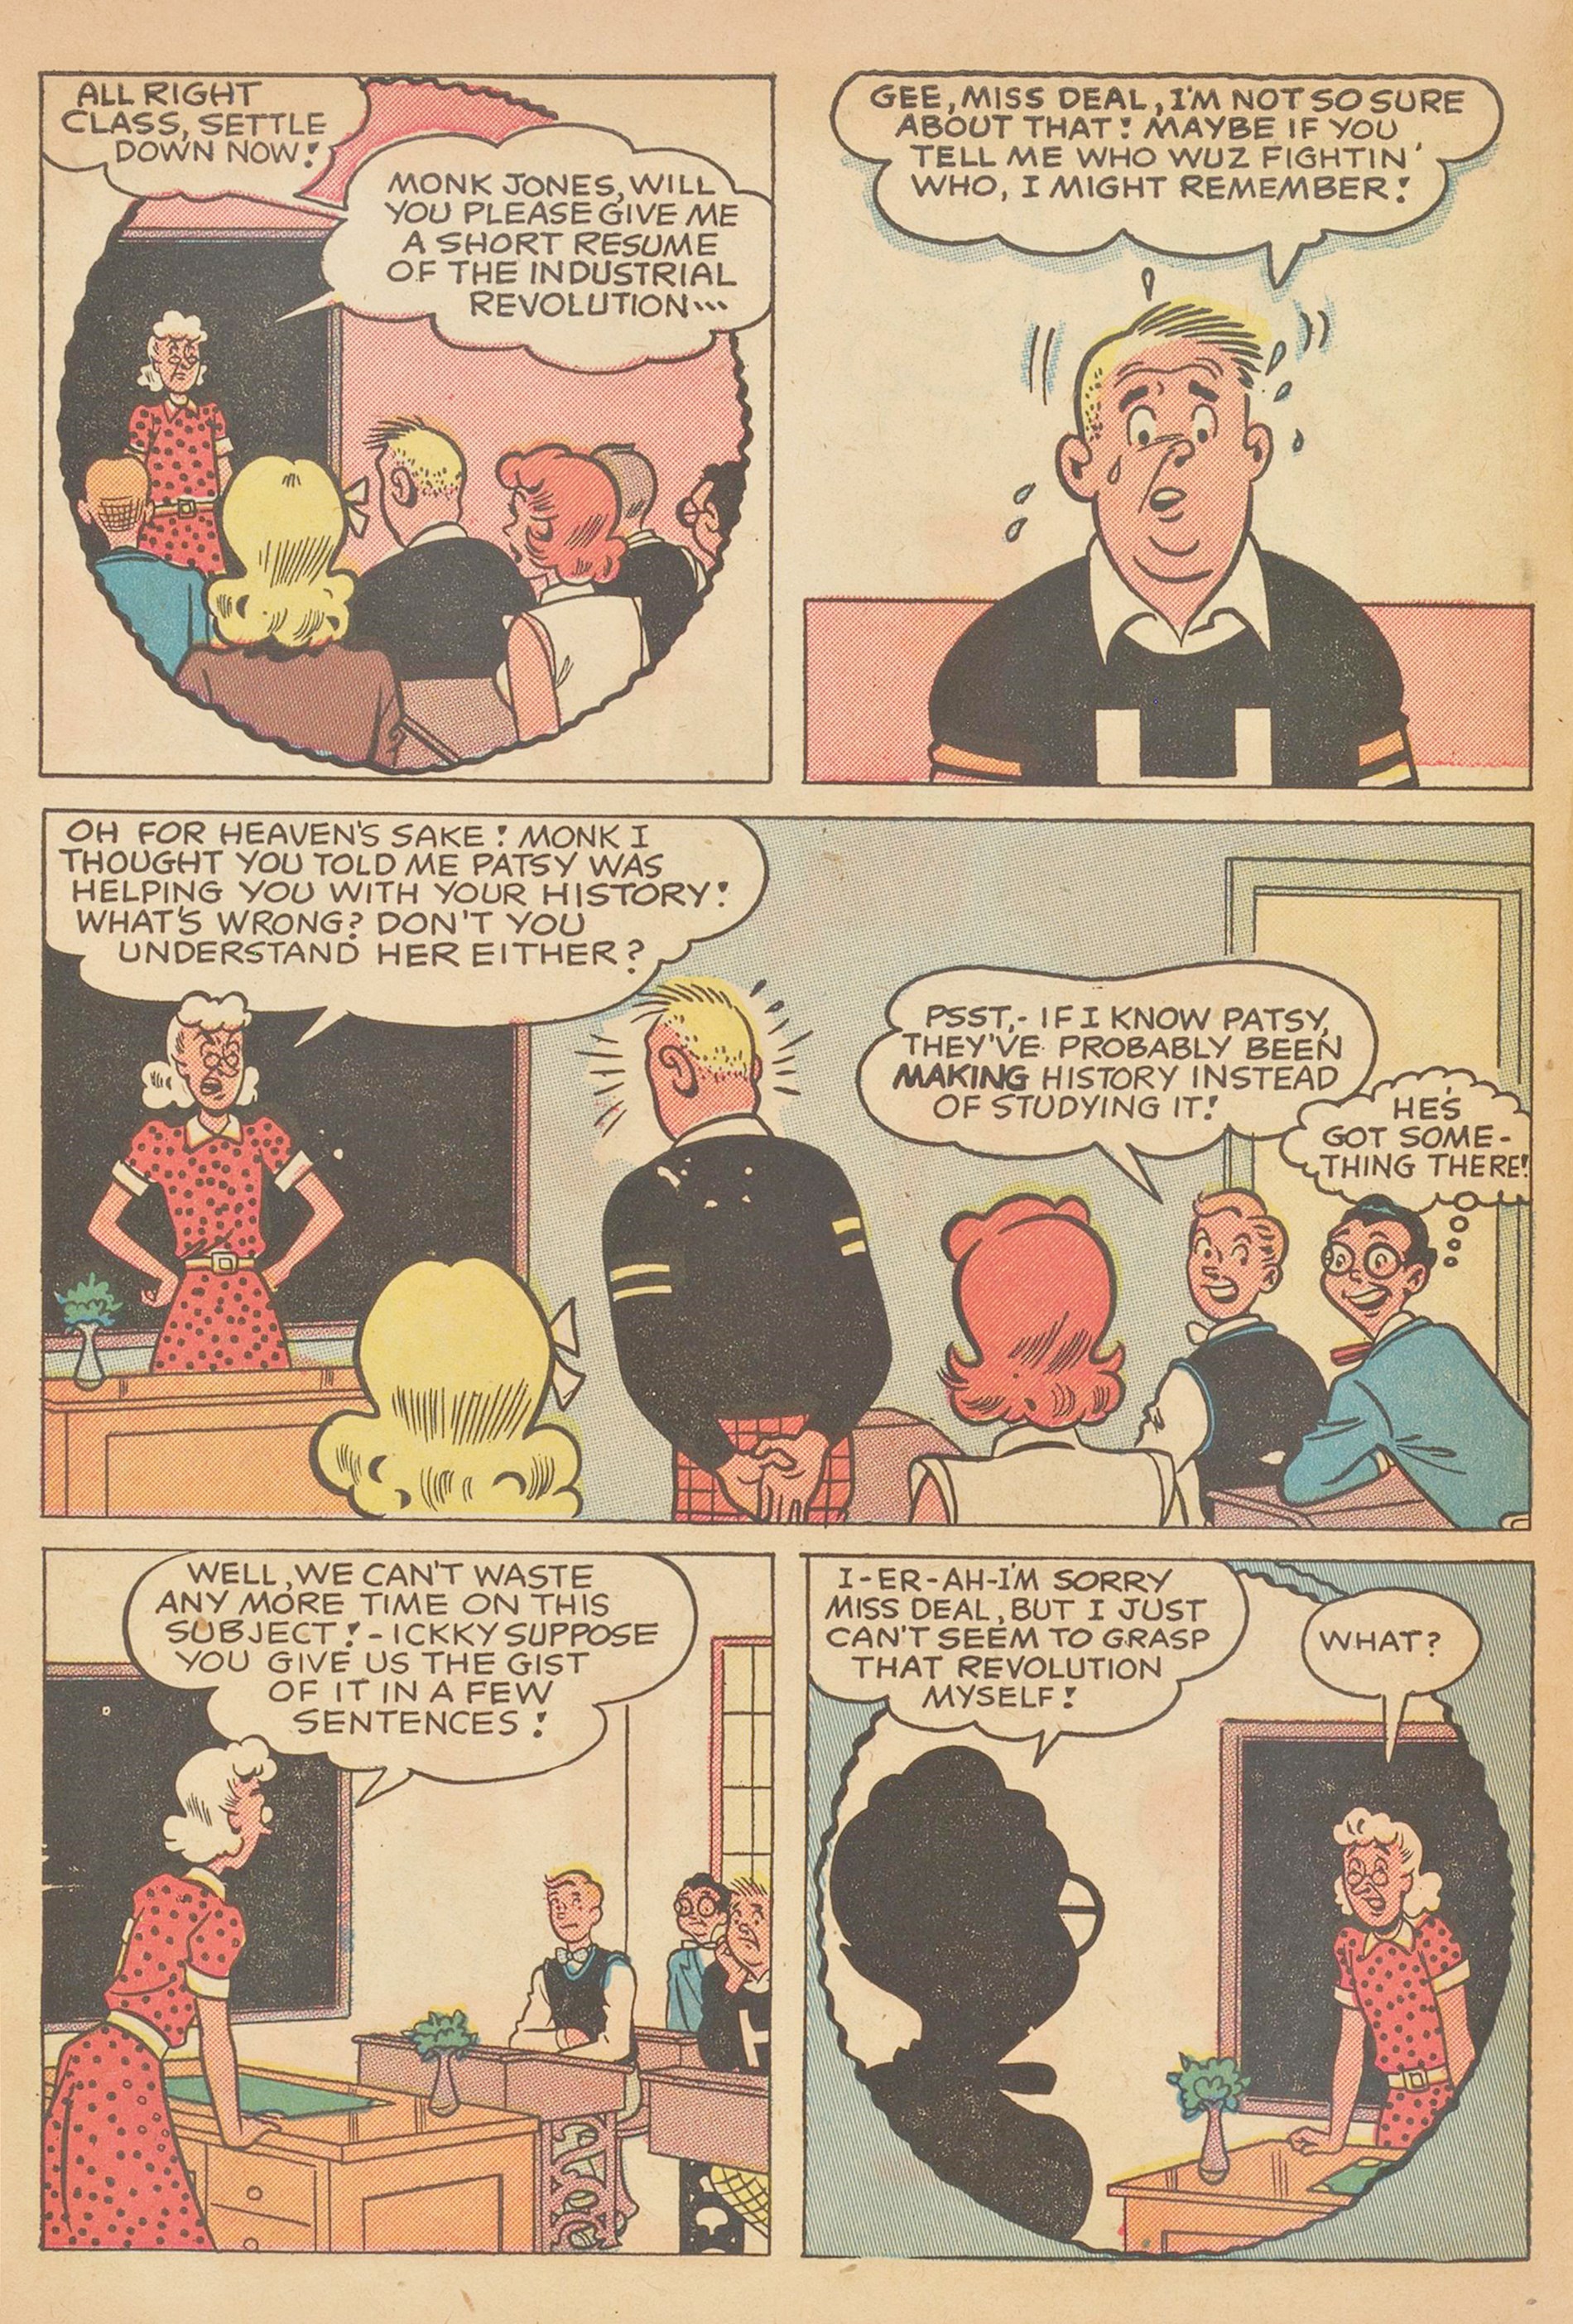 ALL RIGHT
CLASS, SETTLE
DOWN NOW!
MONK JONES, WILL
YOU PLEASE GIVE ME
A SHORT RESUME
OF THE INDUSTRIAL
REVOLUTION...
GEE, MISS DEAL, I'M NOT SO SURE
ABOUT THAT! MAYBE IF YOU
TELL ME WHO WUZ FIGHTIN'
WHO, I MIGHT REMEMBER!
H
OH FOR HEAVEN'S SAKE! MONK I
THOUGHT YOU TOLD ME PATSY WAS
HELPING YOU WITH YOUR HISTORY!
WHAT'S WRONG? DON'T YOU
UNDERSTAND HER EITHER?
PSST,- IF I KNOW PATSY,
THEY'VE PROBABLY BEEN
MAKING HISTORY INSTEAD
OF STUDYING IT!
HE'S
GOT SOME-
THING THERE!
WELL, WE CAN'T WASTE
ANY MORE TIME ON THIS
SUBJECT! - ICKKY SUPPOSE
YOU GIVE US THE GIST
OF IT IN A FEW
SENTENCES!
H
I-ER-AH-I'M SORRY
MISS DEAL, BUT I JUST
CAN'T SEEM TO GRASP
THAT REVOLUTION
MYSELF!
WHAT?